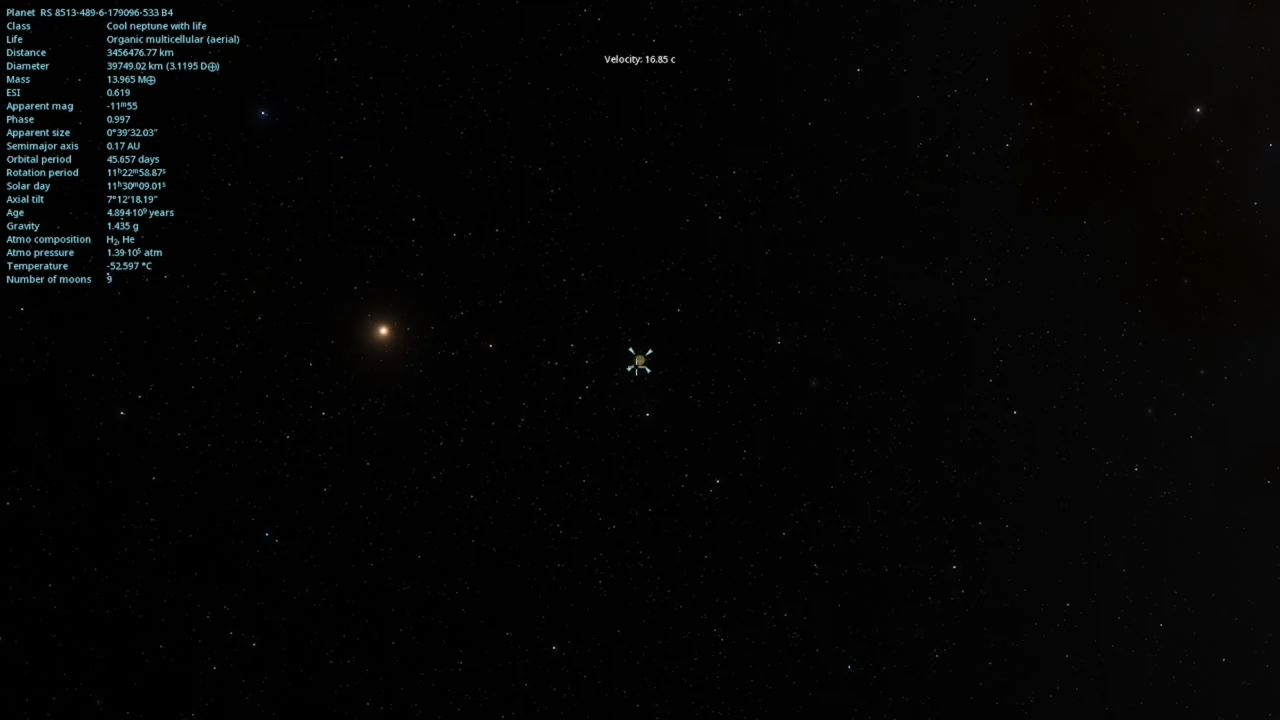 Planet RS 8513-489-6-179096-533 B4
Class Cool neptune with life
Life Organic multicellular (aerial)
Distance 3456476.77 km
Diameter 39749.02 km (3.1195 D⊕)
Mass 13.965 M⊕
ESI 0.619
Apparent mag -11ᵐ55
Phase 0.997
Apparent size 0°39'32.03"
Semimajor axis 0.17 AU
Orbital period 45.657 days
Rotation period 11ʰ22ᵐ58.87ˢ
Solar day 11ʰ30ᵐ09.01ˢ
Axial tilt 7°12'18.19"
Age 4.894·10⁹ years
Gravity 1.435 g
Atmo composition H₂, He
Atmo pressure 1.39·10⁵ atm
Temperature -52.597 °C
Number of moons 9
Velocity: 16.85 c